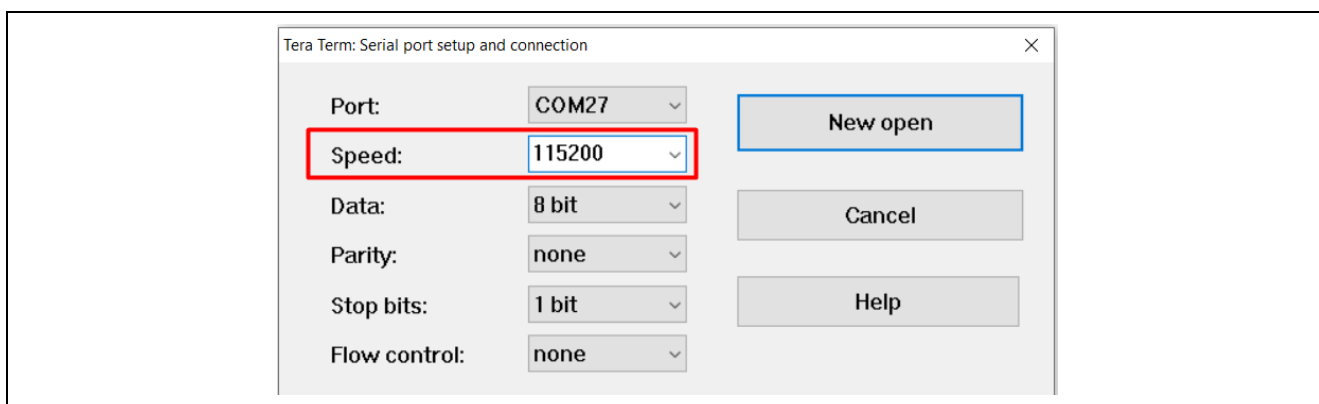 Tera Term: Serial port setup and connection
Port: COM27
New open
Speed: 115200
Data: 8 bit
Cancel
Parity: none
Stop bits: 1 bit
Help
Flow control: none